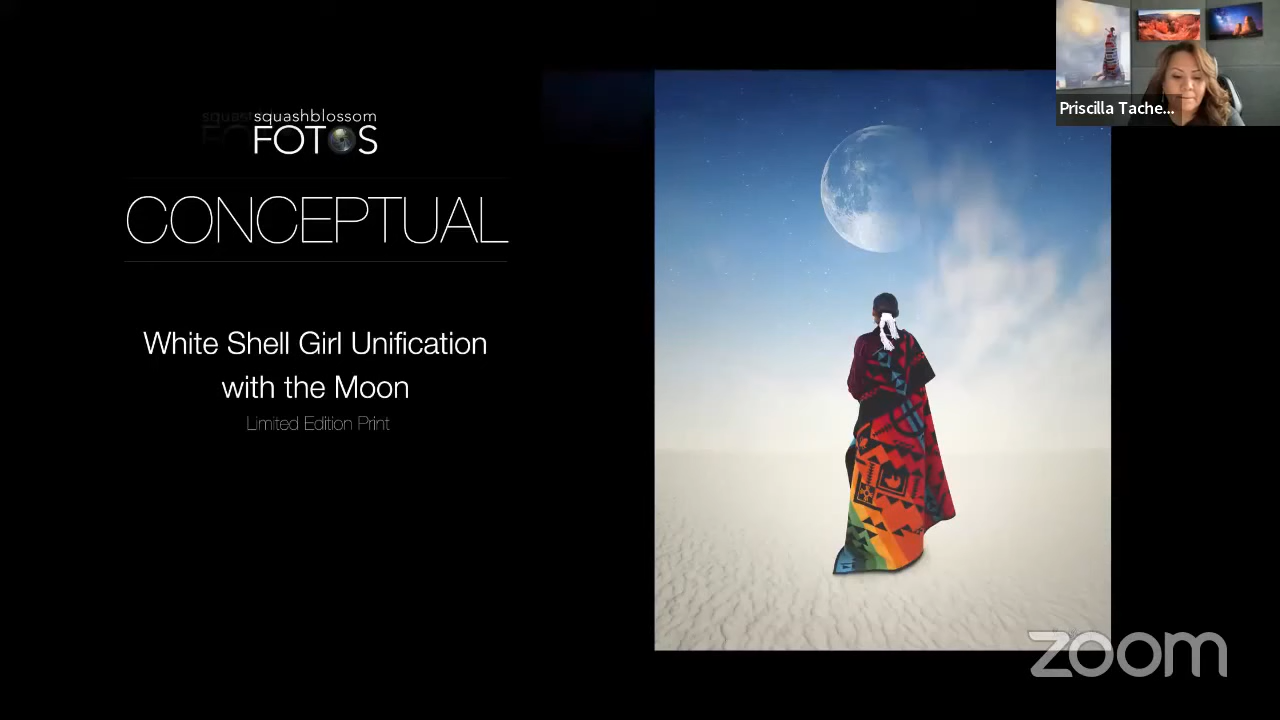 squashblossom
FOTOS
CONCEPTUAL
White Shell Girl Unification
with the Moon
Limited Edition Print
Priscilla Tache...
zoom